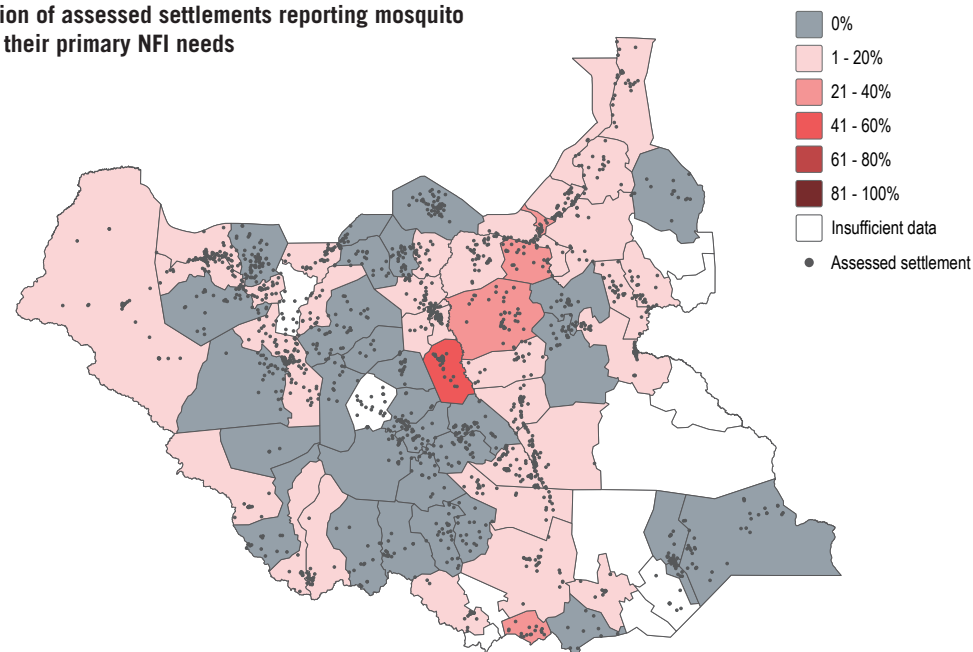 ion of assessed settlements reporting mosquito
their primary NFI needs
0%
1 - 20%
21 - 40%
41 - 60%
61 - 80%
81 - 100%
Insufficient data
Assessed settlement